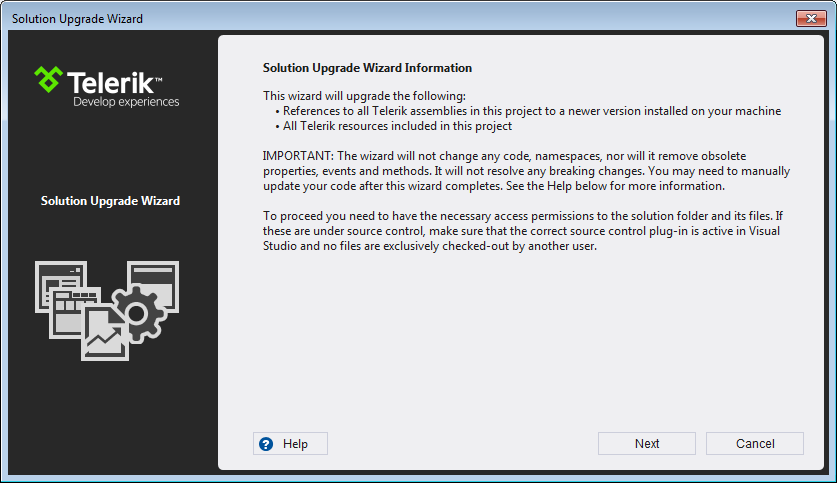 Solution Upgrade Wizard
Telerik™
Develop experiences
Solution Upgrade Wizard
Solution Upgrade Wizard Information
This wizard will upgrade the following:
• References to all Telerik assemblies in this project to a newer version installed on your machine
• All Telerik resources included in this project
IMPORTANT: The wizard will not change any code, namespaces, nor will it remove obsolete
properties, events and methods. It will not resolve any breaking changes. You may need to manually
update your code after this wizard completes. See the Help below for more information.
To proceed you need to have the necessary access permissions to the solution folder and its files. If
these are under source control, make sure that the correct source control plug-in is active in Visual
Studio and no files are exclusively checked-out by another user.
? Help
Next
Cancel